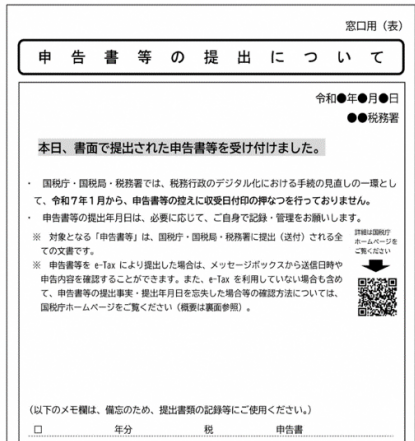 窓口用（表）
申告書等の提出について
令和●年●月●日
●●税務署
本日、書面で提出された申告書等を受け付けました。
・ 国税庁・国税局・税務署では、税務行政のデジタル化における手続の見直しの一環とし
て、令和７年１月から、申告書等の控えに収受日付印の押なつを行っておりません。
・ 申告書等の提出年月日は、必要に応じて、ご自身で記録・管理をお願いします。
※ 対象となる「申告書等」は、国税庁・国税局・税務署に提出（送付）される全
ての文書です。
※ 申告書等を e-Tax により提出した場合は、メッセージボックスから送信日時や
申告内容を確認することができます。また、e-Tax を利用していない場合も含め
て、申告書等の提出事実・提出年月日を忘失した場合等の確認方法については、
国税庁ホームページをご覧ください（概要は裏面参照）。
詳細は国税庁
ホームページを
ご覧ください
（以下のメモ欄は、備忘のため、提出書類の記録等にご使用ください。）
□ 年分 税 申告書